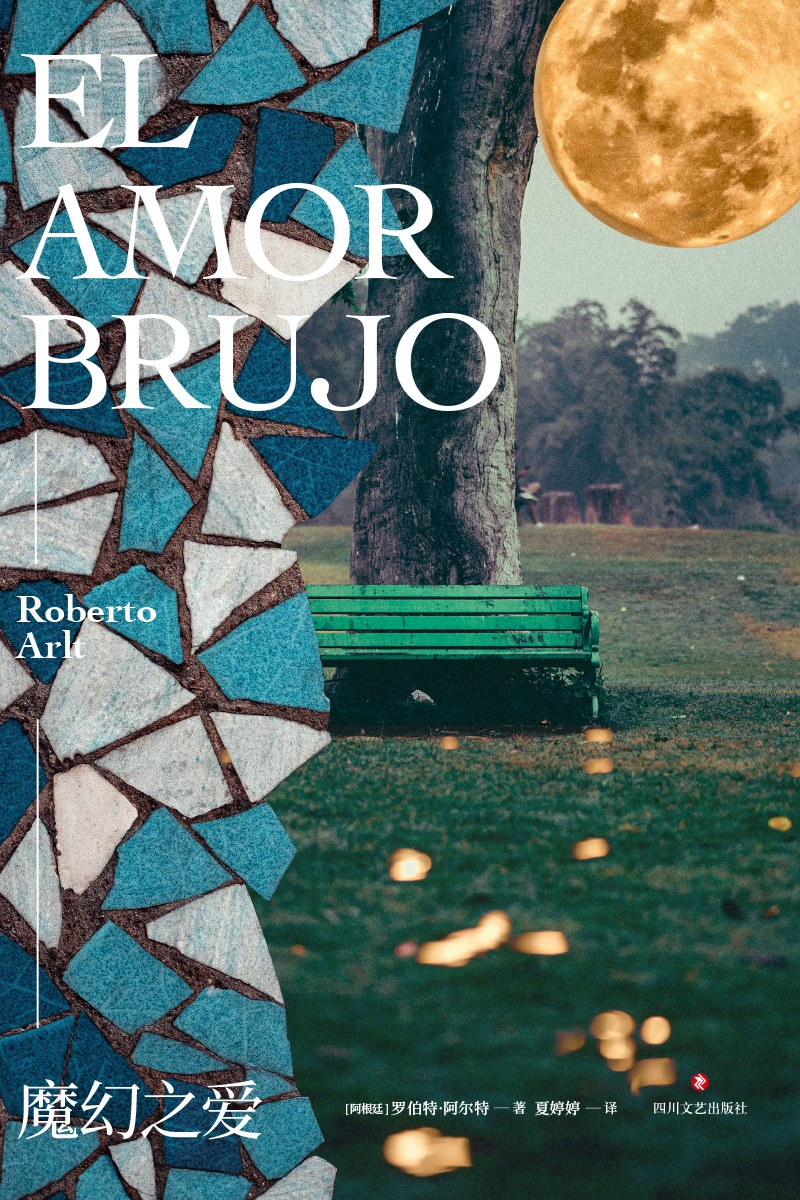 EL
AMOR
BRUJO
Roberto
Arlt
魔幻之爱
[阿根廷] 罗伯特·阿尔特 — 著 夏婷婷 — 译
四川文艺出版社